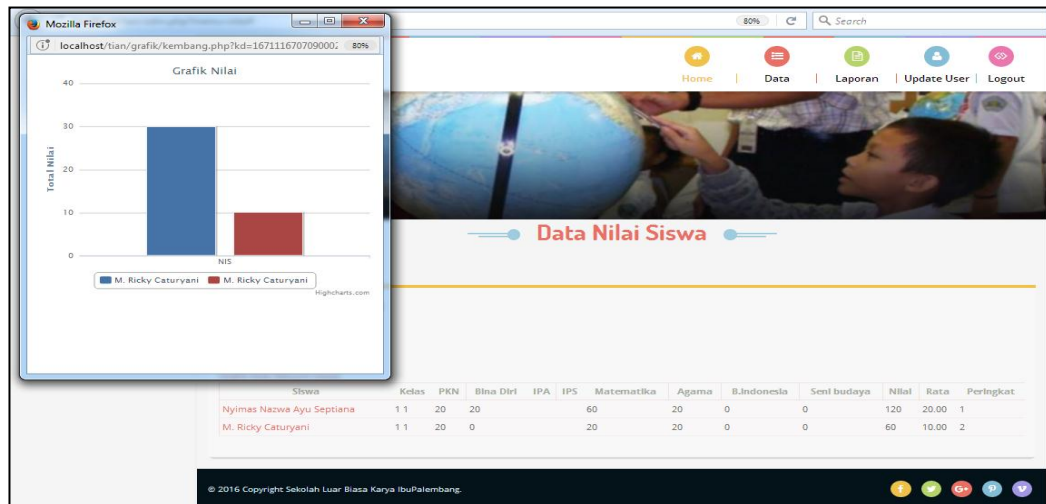 Mozilla Firefox
localhost/tian/grafik/kembang.php?kd=167111670709000 80%
Grafik Nilai
40
30
20
10
0
Total Nilai
NIS
M. Ricky Caturyani M. Ricky Caturyani
Highcharts.com
80% Search
Home Data Laporan Update User Logout
Data Nilai Siswa
Siswa Kelas PKN Bina Diri IPA IPS Matematika Agama B.Indonesia Seni budaya Nilai Rata Peringkat
Nyimas Nazwa Ayu Septiana 1 1 20 20 60 20 0 0 120 20.00 1
M. Ricky Caturyani 1 1 20 0 20 20 0 0 60 10.00 2
© 2016 Copyright Sekolah Luar Biasa Karya IbuPalembang.